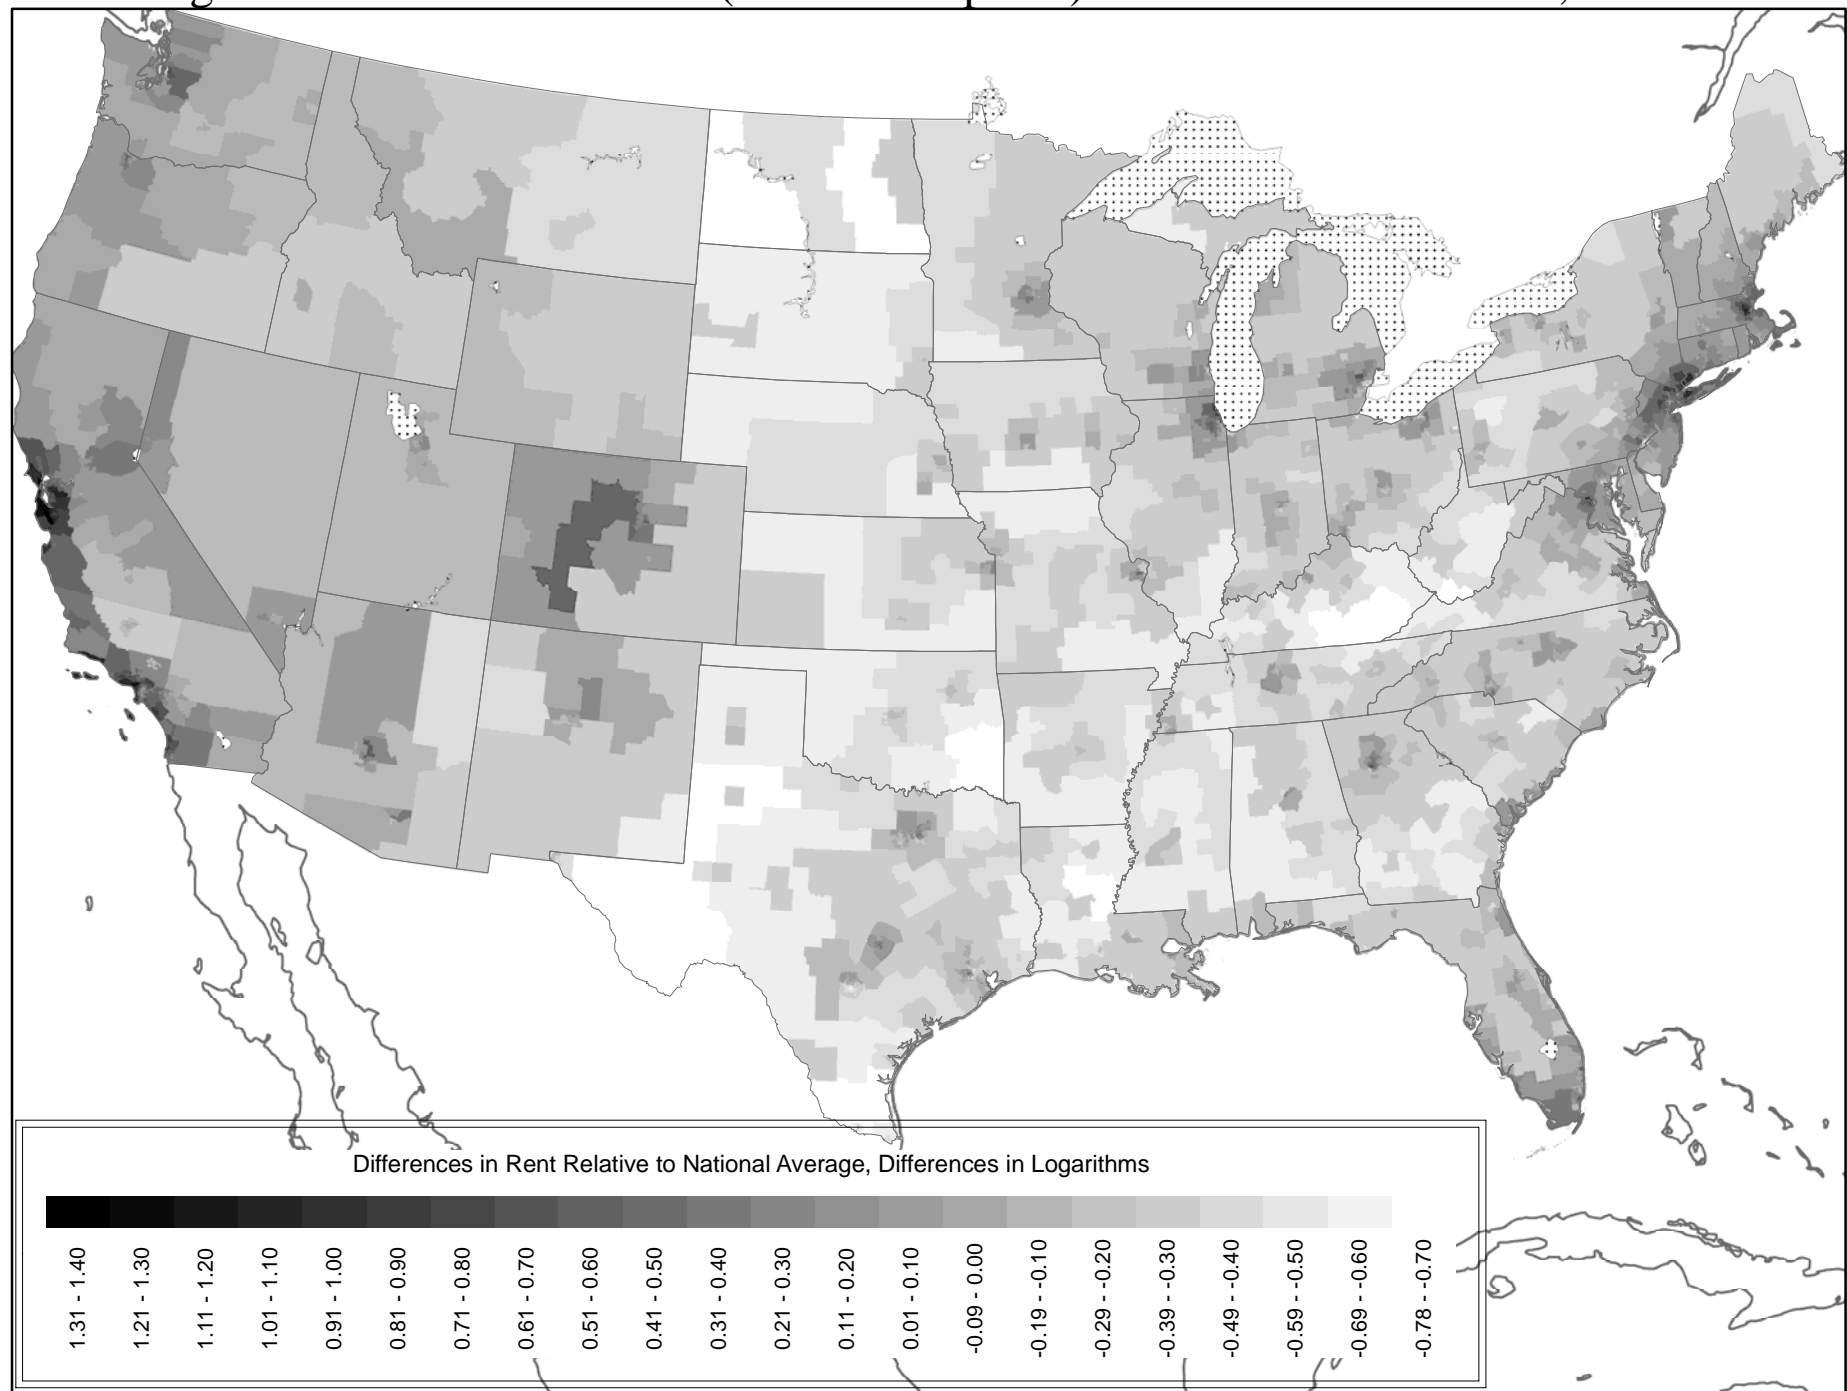 Differences in Rent Relative to National Average, Differences in Logarithms
1.31 - 1.40
1.21 - 1.30
1.11 - 1.20
1.01 - 1.10
0.91 - 1.00
0.81 - 0.90
0.71 - 0.80
0.61 - 0.70
0.51 - 0.60
0.41 - 0.50
0.31 - 0.40
0.21 - 0.30
0.11 - 0.20
0.01 - 0.10
-0.09 - 0.00
-0.19 - -0.10
-0.29 - -0.20
-0.39 - -0.30
-0.49 - -0.40
-0.59 - -0.50
-0.69 - -0.60
-0.78 - -0.70